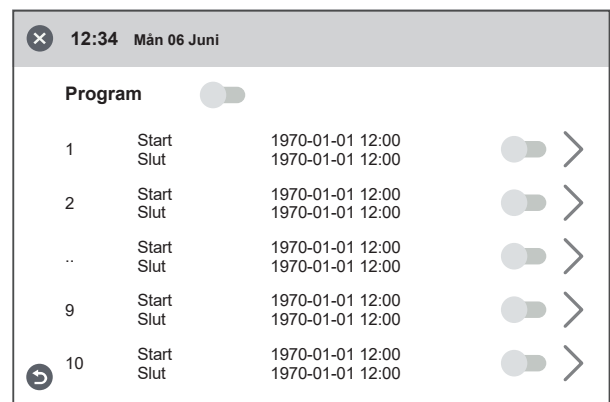 12:34 Mån 06 Juni
Program
1 Start 1970-01-01 12:00
Slut 1970-01-01 12:00
2 Start 1970-01-01 12:00
Slut 1970-01-01 12:00
.. Start 1970-01-01 12:00
Slut 1970-01-01 12:00
9 Start 1970-01-01 12:00
Slut 1970-01-01 12:00
10 Start 1970-01-01 12:00
Slut 1970-01-01 12:00